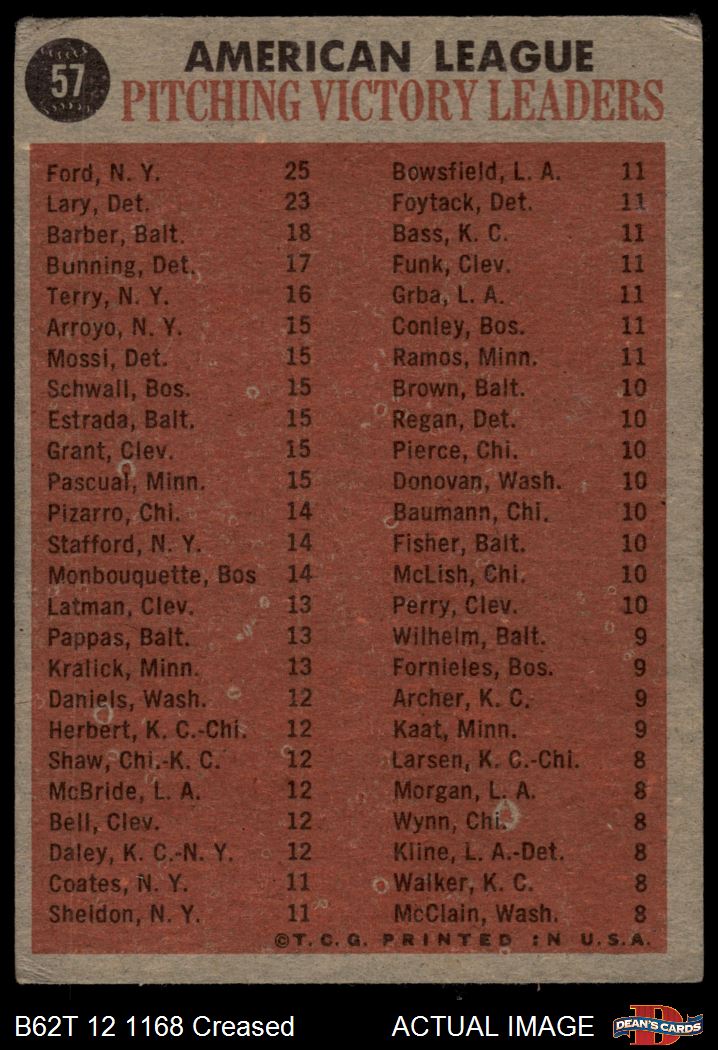 57
AMERICAN LEAGUE
PITCHING VICTORY LEADERS
Ford, N. Y. 25
Lary, Det. 23
Barber, Balt. 18
Bunning, Det. 17
Terry, N. Y. 16
Arroyo, N. Y. 15
Mossi, Det. 15
Schwall, Bos. 15
Estrada, Balt. 15
Grant, Clev. 15
Pascual, Minn. 15
Pizarro, Chi. 14
Stafford, N. Y. 14
Monbouquette, Bos 14
Latman, Clev. 13
Pappas, Balt. 13
Kralick, Minn. 13
Daniels, Wash. 12
Herbert, K. C.-Chi. 12
Shaw, Chi.-K. C. 12
McBride, L. A. 12
Bell, Clev. 12
Daley, K. C.-N. Y. 12
Coates, N. Y. 11
Sheldon, N. Y. 11
Bowsfield, L. A. 11
Foytack, Det. 11
Bass, K. C. 11
Funk, Clev. 11
Grba, L. A. 11
Conley, Bos. 11
Ramos, Minn. 11
Brown, Balt. 10
Regan, Det. 10
Pierce, Chi. 10
Donovan, Wash. 10
Baumann, Chi. 10
Fisher, Balt. 10
McLish, Chi. 10
Perry, Clev. 10
Wilhelm, Balt. 9
Fornieles, Bos. 9
Archer, K. C. 9
Kaat, Minn. 9
Larsen, K. C.-Chi. 8
Morgan, L. A. 8
Wynn, Chi. 8
Kline, L. A.-Det. 8
Walker, K. C. 8
McClain, Wash. 8
©T. C. G. PRINTED IN U.S.A.
B62T 12 1168 Creased ACTUAL IMAGE
D
DEAN'S CARDS